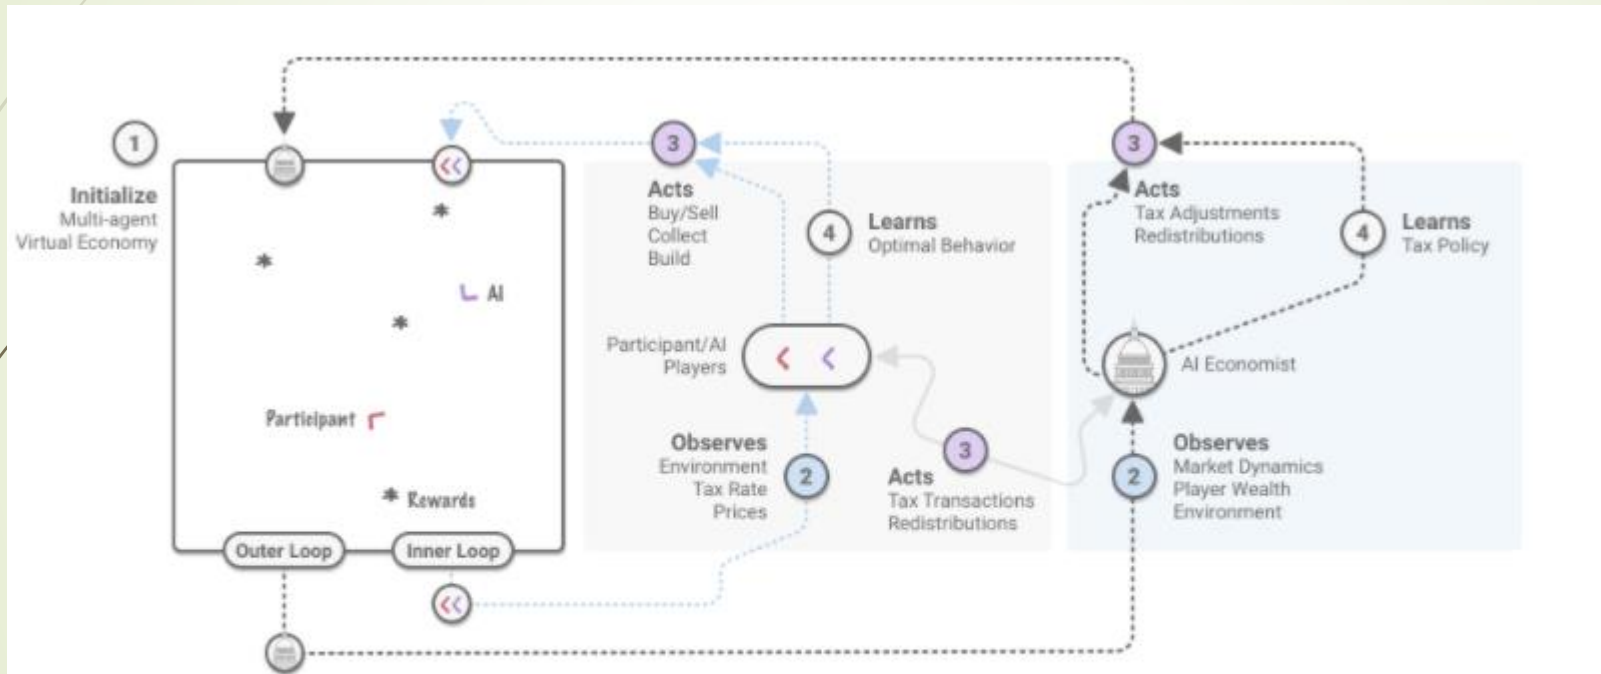 1
Initialize
Multi-agent
Virtual Economy
AI
Participant
Rewards
Outer Loop
Inner Loop
3
Acts
Buy/Sell
Collect
Build
4
Learns
Optimal Behavior
Participant/AI
Players
Observes
Environment
Tax Rate
Prices
2
3
Acts
Tax Transactions
Redistributions
3
Acts
Tax Adjustments
Redistributions
4
Learns
Tax Policy
AI Economist
2
Observes
Market Dynamics
Player Wealth
Environment